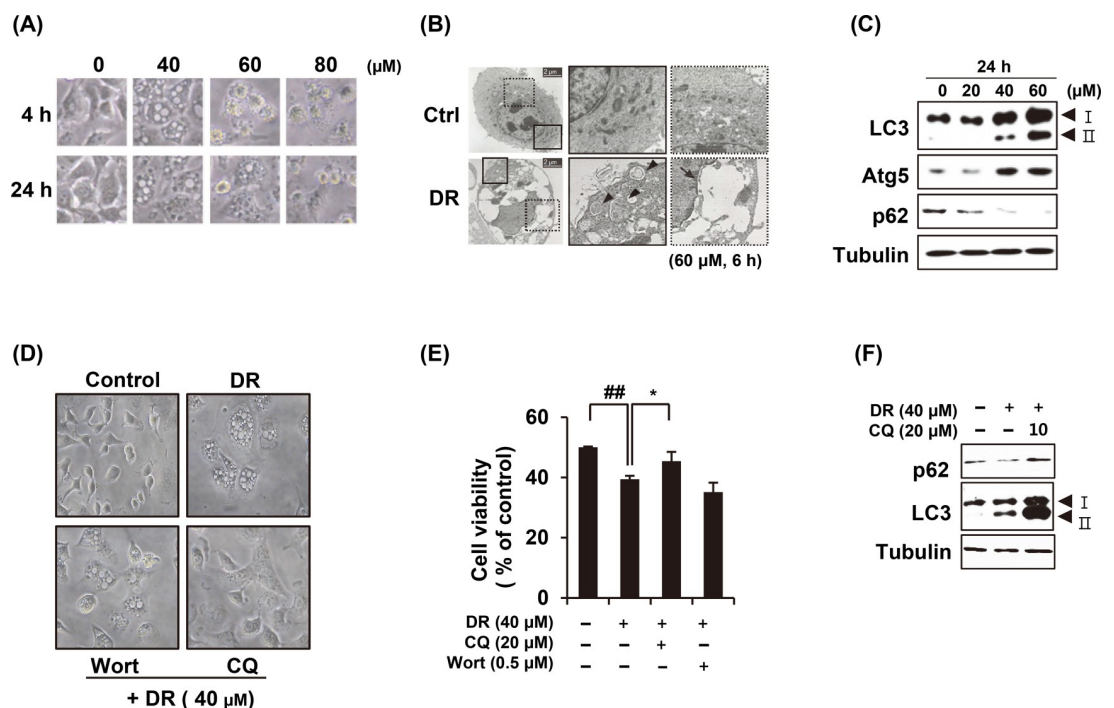 (A)
0 40 60 80 (μM)
4 h
24 h
(B)
2 μm
Ctrl
2 μm
DR
(60 μM, 6 h)
(C)
24 h
0 20 40 60 (μM)
LC3
I
II
Atg5
p62
Tubulin
(D)
Control DR
Wort CQ
+ DR ( 40 μM)
(E)
## *
Cell viability
( % of control)
60
40
20
0
DR (40 μM) – + + +
CQ (20 μM) +
Wort (0.5 μM) – – – +
(F)
DR (40 μM) – + +
CQ (20 μM) – – 10
p62
LC3
I
II
Tubulin